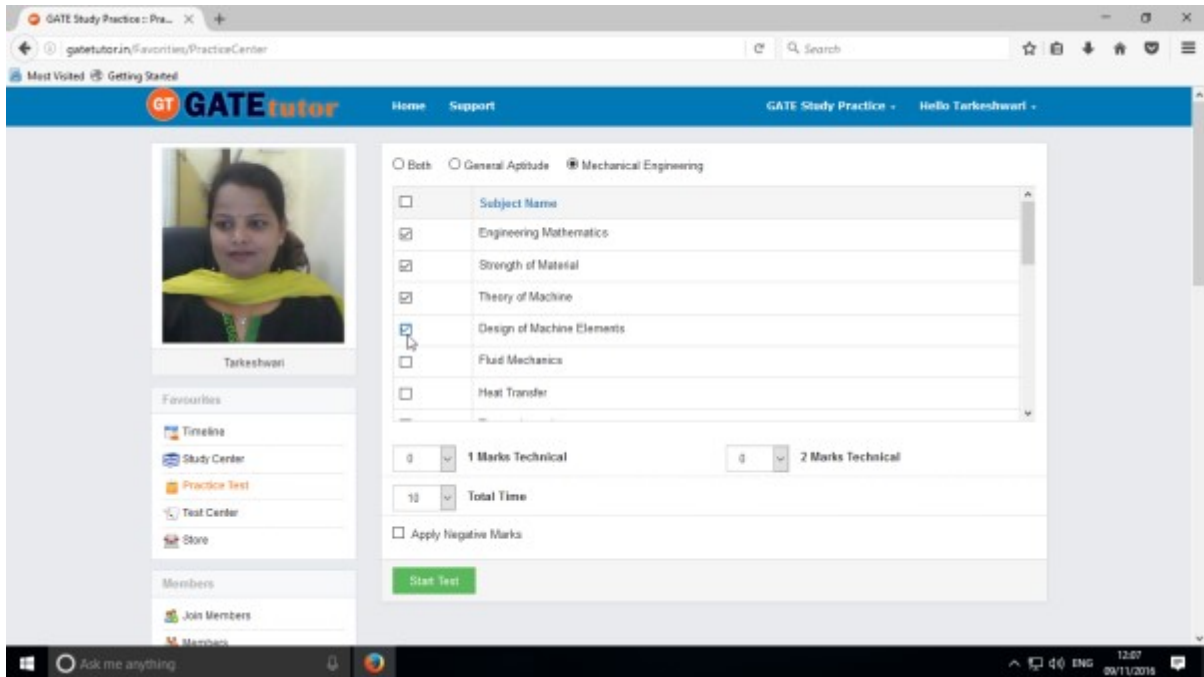 GATE Study Practice :: Pra...
gatetutor.in/Favorities/PracticeCenter
Search
Most Visited Getting Started
GT GATEtutor Home Support GATE Study Practice Hello Tarkeshwari
Both General Aptitude Mechanical Engineering
Subject Name
Engineering Mathematics
Strength of Material
Theory of Machine
Design of Machine Elements
Tarkeshwari
Fluid Mechanics
Heat Transfer
Favourites
Timeline
Study Center
Practice Test
Test Center
Store
0 1 Marks Technical 0 2 Marks Technical
10 Total Time
Apply Negative Marks
Start Test
Members
Join Members
Members
Ask me anything
ENG 12:07
09/11/2016